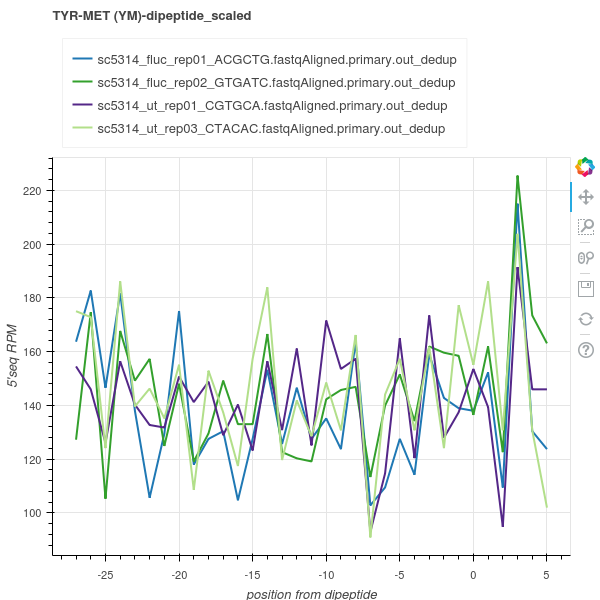 TYR-MET (YM)-dipeptide_scaled
sc5314_fluc_rep01_ACGCTG.fastqAligned.primary.out_dedup
sc5314_fluc_rep02_GTGATC.fastqAligned.primary.out_dedup
sc5314_ut_rep01_CGTGCA.fastqAligned.primary.out_dedup
sc5314_ut_rep03_CTACAC.fastqAligned.primary.out_dedup
220
200
180
160
140
120
100
5'seq RPM
-25 -20 -15 -10 -5 0 5
position from dipeptide